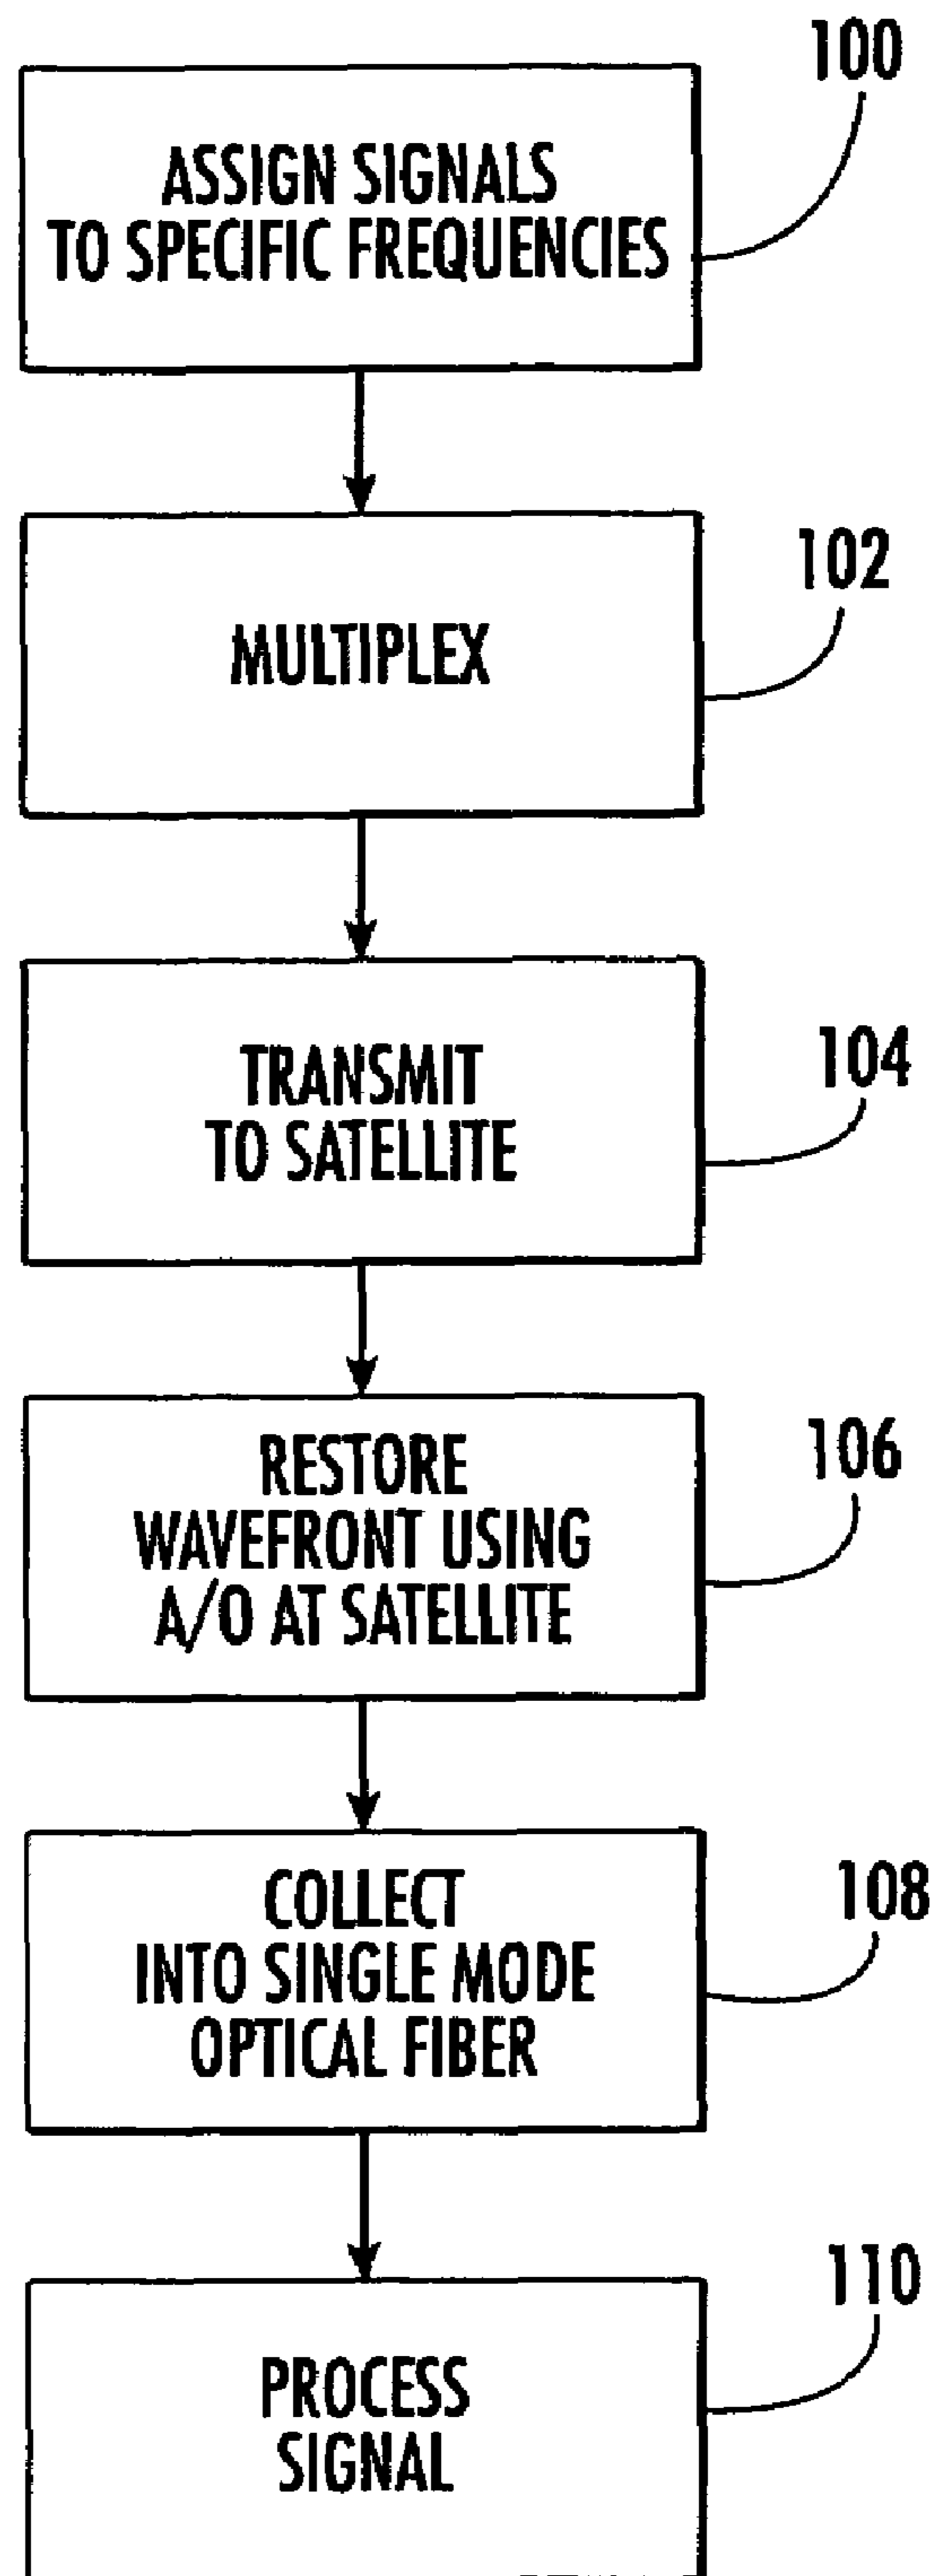 100
ASSIGN SIGNALS
TO SPECIFIC FREQUENCIES
102
MULTIPLEX
104
TRANSMIT
TO SATELLITE
106
RESTORE
WAVEFRONT USING
A/O AT SATELLITE
108
COLLECT
INTO SINGLE MODE
OPTICAL FIBER
110
PROCESS
SIGNAL